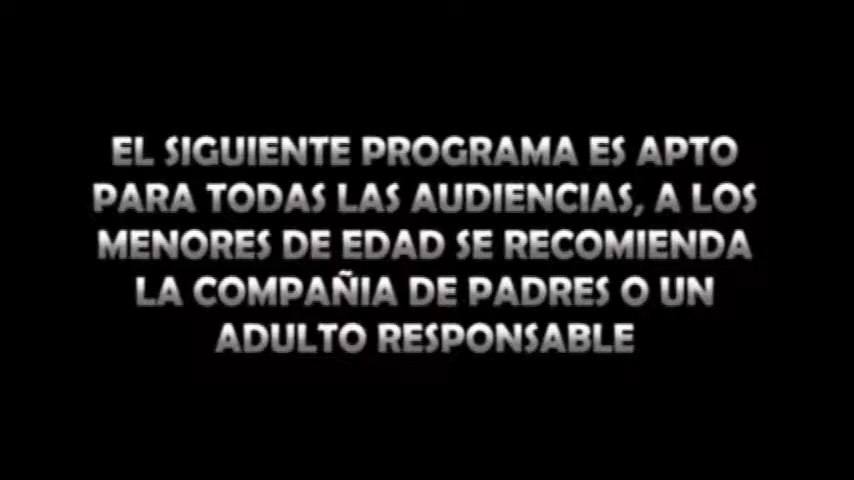 EL SIGUIENTE PROGRAMA ES APTO
PARA TODAS LAS AUDIENCIAS, A LOS
MENORES DE EDAD SE RECOMIENDA
LA COMPAÑIA DE PADRES O UN
ADULTO RESPONSABLE